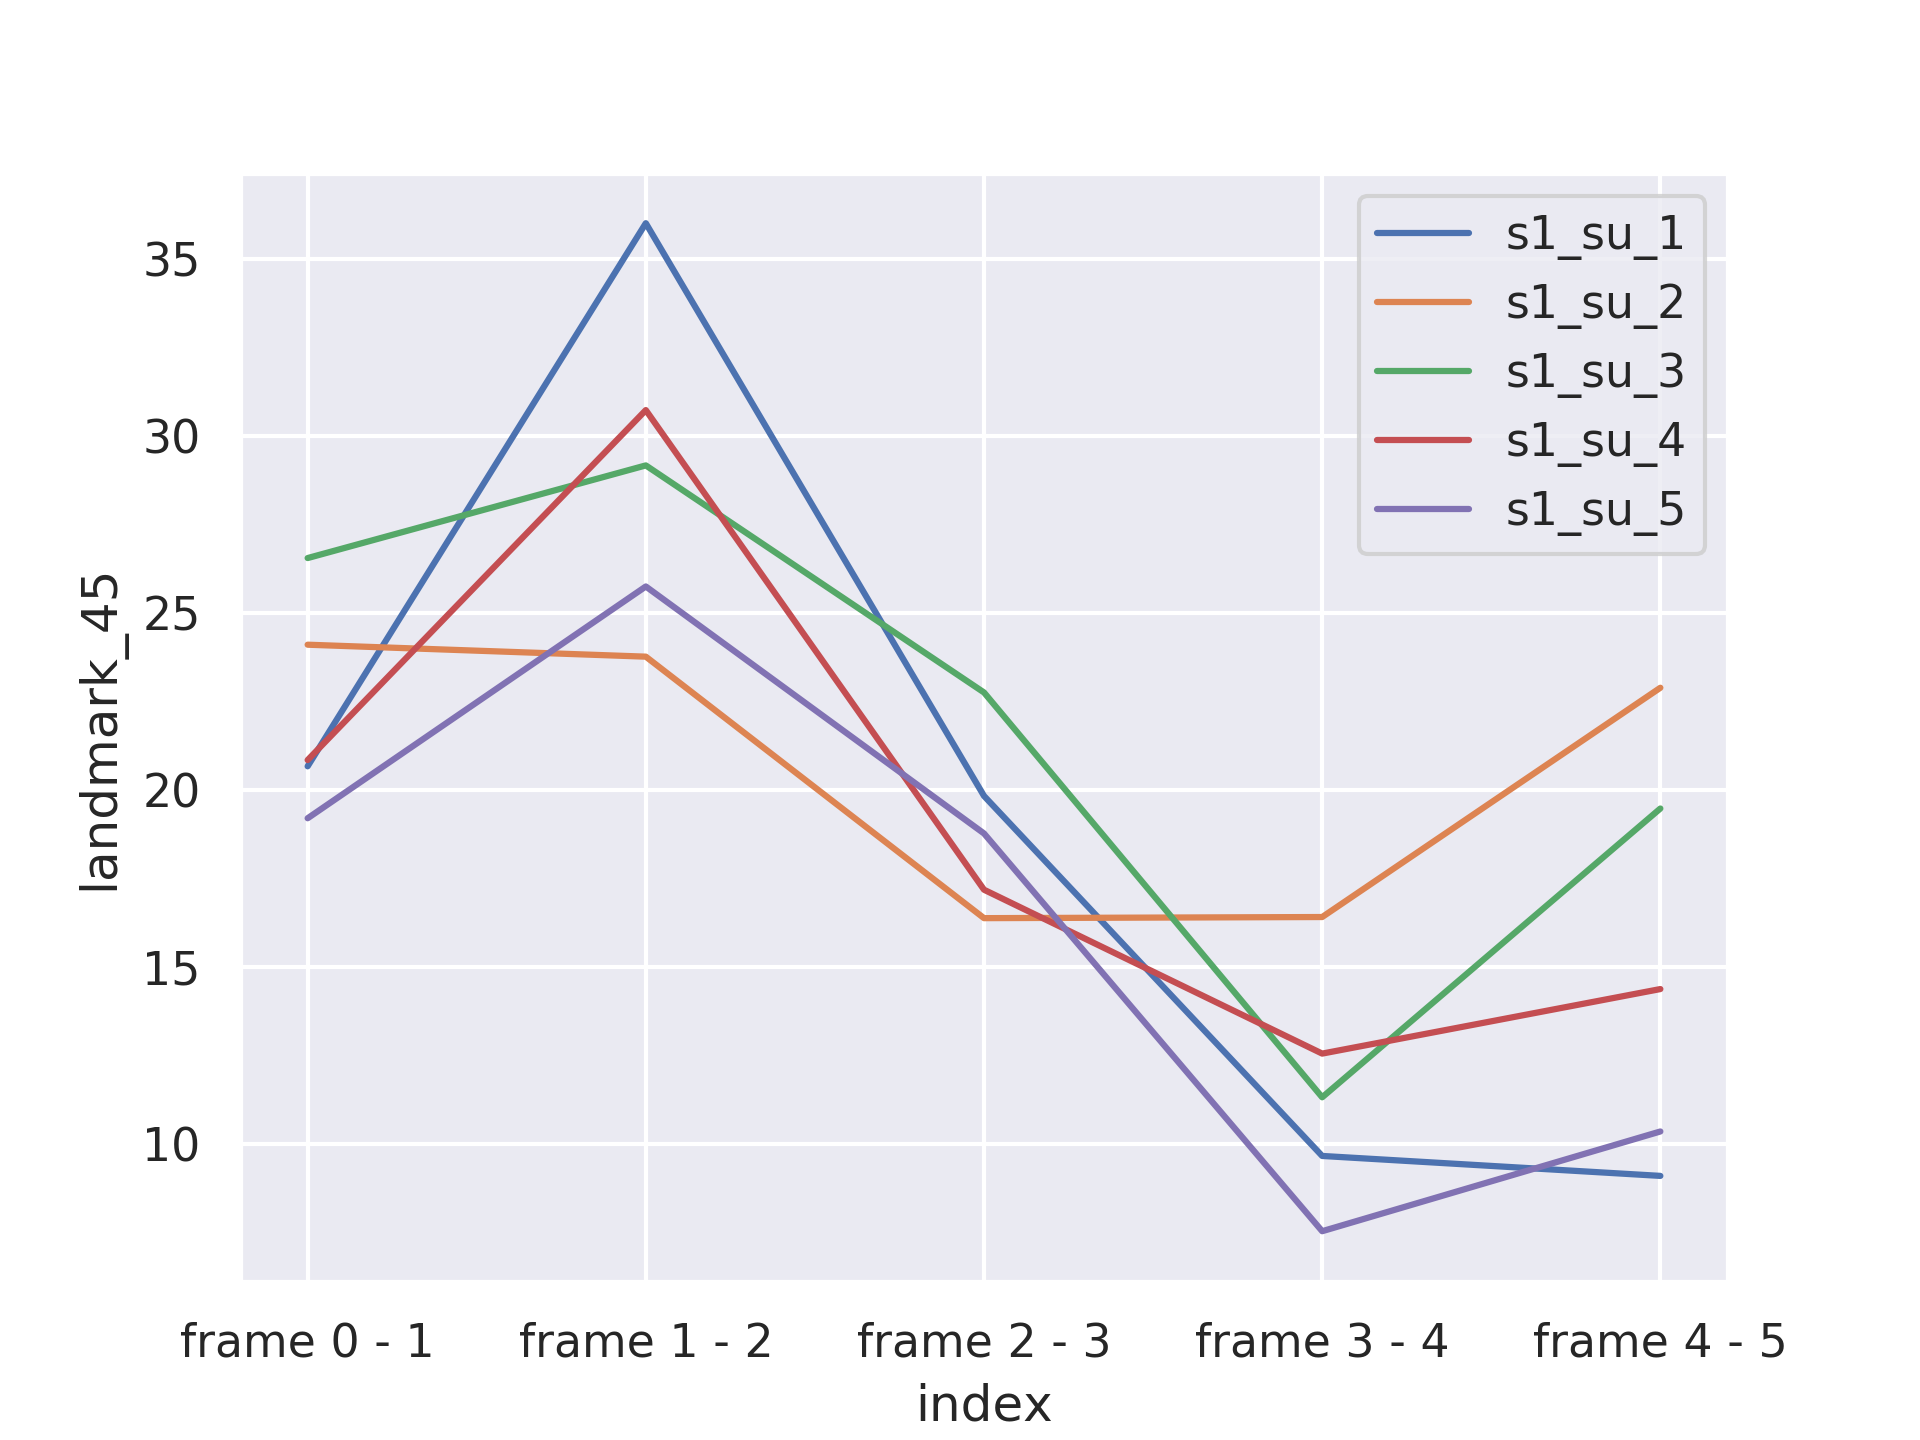 s1_su_1
s1_su_2
s1_su_3
s1_su_4
s1_su_5
landmark_45
35
30
25
20
15
10
frame 0 - 1
frame 1 - 2
frame 2 - 3
frame 3 - 4
frame 4 - 5
index